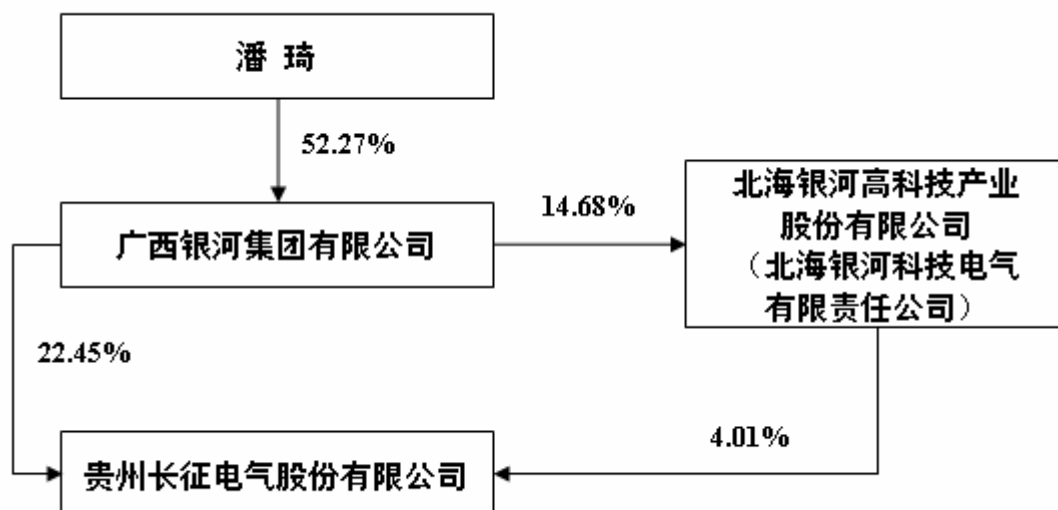 潘 琦
52.27%
广西银河集团有限公司
14.68%
北海银河高科技产业
股份有限公司
（北海银河科技电气
有限责任公司）
22.45%
4.01%
贵州长征电气股份有限公司